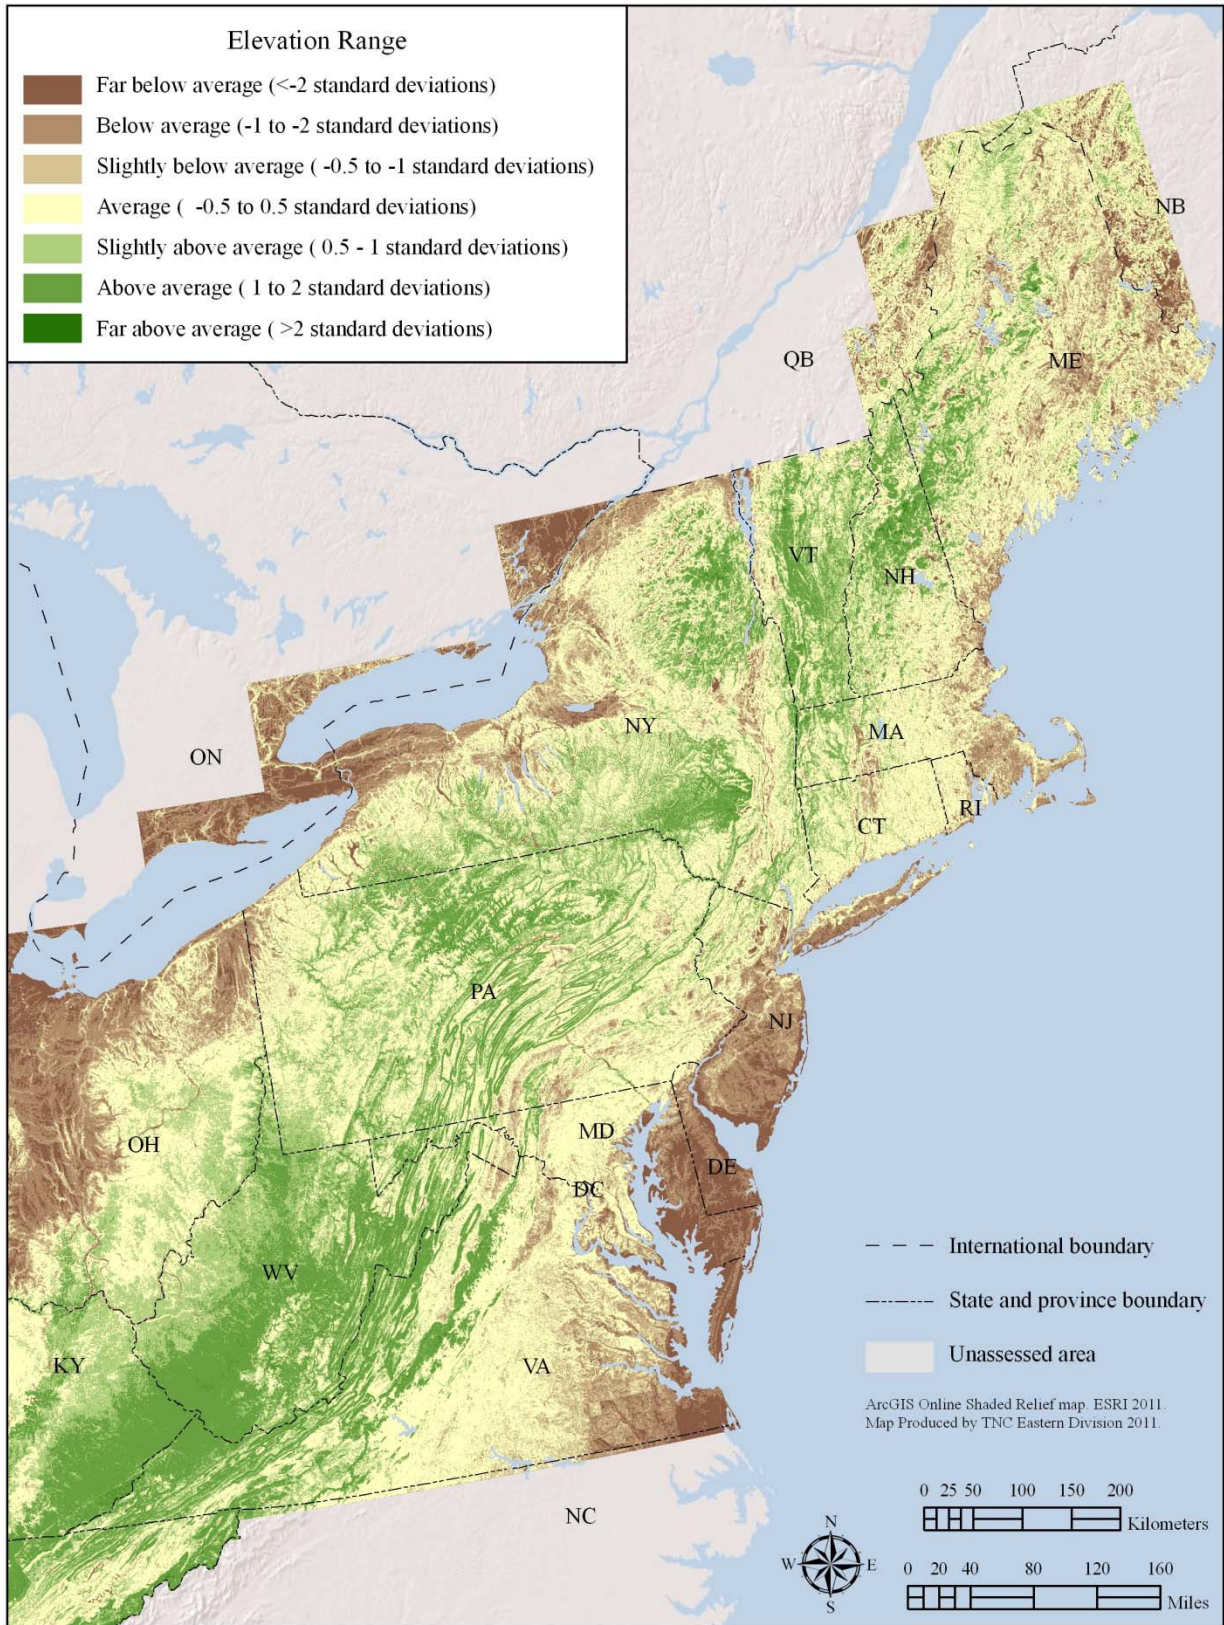 Elevation Range
Far below average (<-2 standard deviations)
Below average (-1 to -2 standard deviations)
Slightly below average ( -0.5 to -1 standard deviations)
Average ( -0.5 to 0.5 standard deviations)
Slightly above average ( 0.5 - 1 standard deviations)
Above average ( 1 to 2 standard deviations)
Far above average ( >2 standard deviations)
NB
QB
ME
VT
NH
NY
MA
ON
CT
RI
PA
NJ
MD
OH
DE
DC
WV
KY
VA
NC
International boundary
State and province boundary
Unassessed area
ArcGIS Online Shaded Relief map. ESRI 2011.
Map Produced by TNC Eastern Division 2011.
0 25 50 100 150 200
Kilometers
N
W E
S
0 20 40 80 120 160
Miles